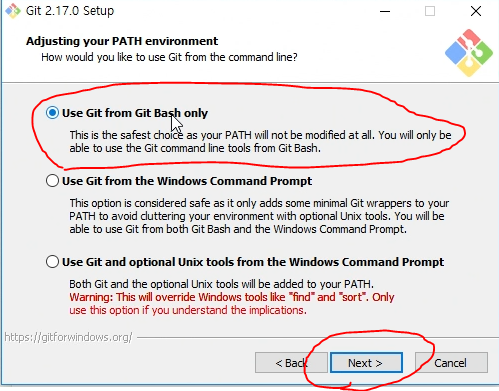 Git 2.17.0 Setup
Adjusting your PATH environment
How would you like to use Git from the command line?
Use Git from Git Bash only
This is the safest choice as your PATH will not be modified at all. You will only be
able to use the Git command line tools from Git Bash.
Use Git from the Windows Command Prompt
This option is considered safe as it only adds some minimal Git wrappers to your
PATH to avoid cluttering your environment with optional Unix tools. You will be
able to use Git from both Git Bash and the Windows Command Prompt.
Use Git and optional Unix tools from the Windows Command Prompt
Both Git and the optional Unix tools will be added to your PATH.
Warning: This will override Windows tools like "find" and "sort". Only
use this option if you understand the implications.
https://gitforwindows.org/
< Back Next > Cancel